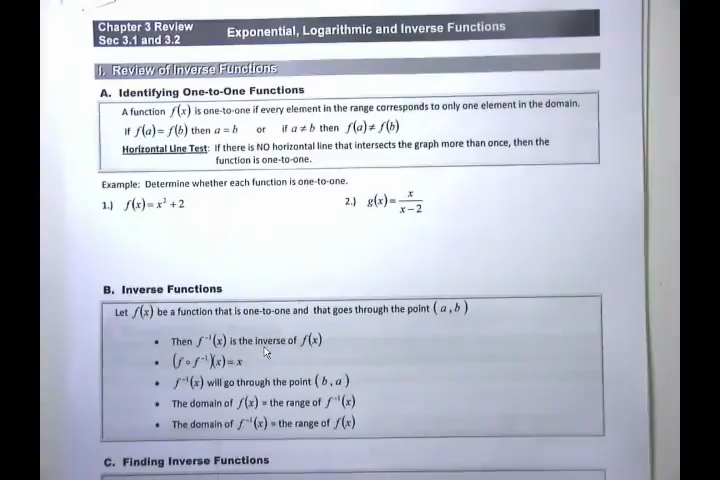 Chapter 3 Review
Sec 3.1 and 3.2
Exponential, Logarithmic and Inverse Functions
I. Review of Inverse Functions
A. Identifying One-to-One Functions
A function f(x) is one-to-one if every element in the range corresponds to only one element in the domain.
If f(a) = f(b) then a = b or if a ≠ b then f(a) ≠ f(b)
Horizontal Line Test: If there is NO horizontal line that intersects the graph more than once, then the
function is one-to-one.
Example: Determine whether each function is one-to-one.
1.) f(x) = x² + 2
2.) g(x) = x/(x − 2)
B. Inverse Functions
Let f(x) be a function that is one-to-one and that goes through the point (a, b)
• Then f⁻¹(x) is the inverse of f(x)
• (f ∘ f⁻¹)(x) = x
• f⁻¹(x) will go through the point (b, a)
• The domain of f(x) = the range of f⁻¹(x)
• The domain of f⁻¹(x) = the range of f(x)
C. Finding Inverse Functions